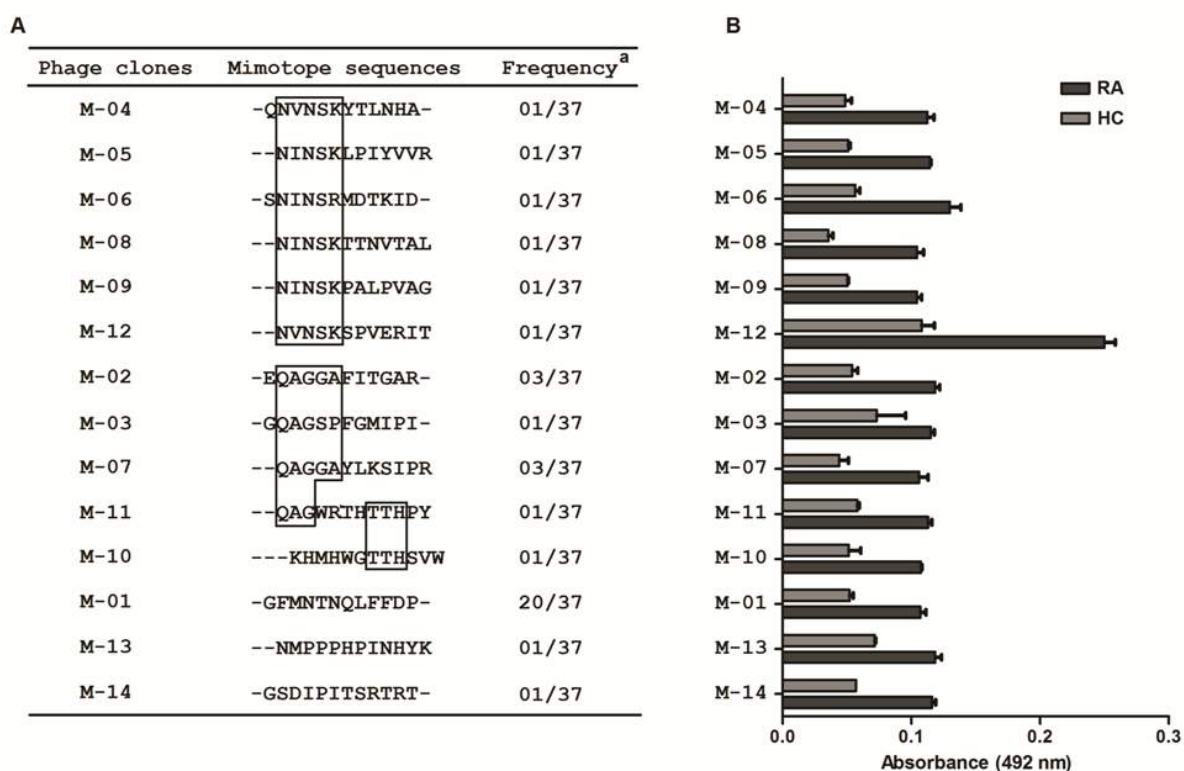 A
Phage clones Mimotope sequences Frequency a
M-04 -QNVNSKYTLNHA- 01/37
M-05 --NINSKLPIYVVR 01/37
M-06 -SNINSRMDTKID- 01/37
M-08 --NINSKTTNVTAL 01/37
M-09 --NINSKPALPVAG 01/37
M-12 --NVNSKSPVERIT 01/37
M-02 -EQAGGAFITGAR- 03/37
M-03 -GQAGSPFGMIPI- 01/37
M-07 --QAGGAYLKSIPR 03/37
M-11 --QAGWRTHTTHPY 01/37
M-10 ---KHMHWGTTHSVW 01/37
M-01 -GFMNTNQLFFDP- 20/37
M-13 --NMPPPHPINHYK 01/37
M-14 -GSDIPITSRTRT- 01/37
B
RA
HC
M-04
M-05
M-06
M-08
M-09
M-12
M-02
M-03
M-07
M-11
M-10
M-01
M-13
M-14
0.0 0.1 0.2 0.3
Absorbance (492 nm)